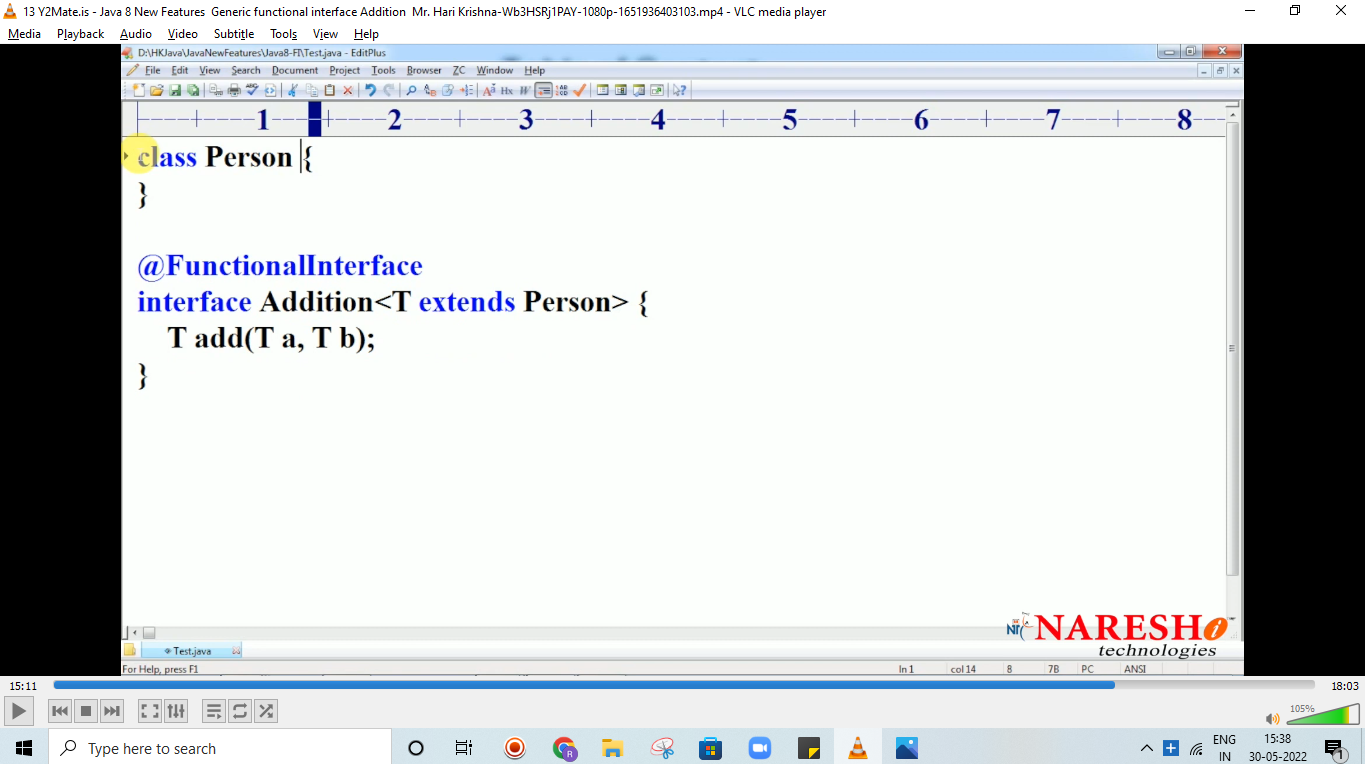 13 Y2Mate.is - Java 8 New Features  Generic functional interface Addition  Mr. Hari Krishna-Wb3HSRj1PAY-1080p-1651936403103.mp4 - VLC media player
Media Playback Audio Video Subtitle Tools View Help
D:\HKJava\JavaNewFeatures\Java8-FI\Test.java - EditPlus
File Edit View Search Document Project Tools Browser ZC Window Help
1 2 3 4 5 6 7 8
class Person {
}
@FunctionalInterface
interface Addition<T extends Person> {
T add(T a, T b);
}
NARESH i
technologies
Test.java
For Help, press F1 ln 1 col 14 8 7B PC ANSI
15:11 18:03
105%
Type here to search
ENG 15:38
IN 30-05-2022 1